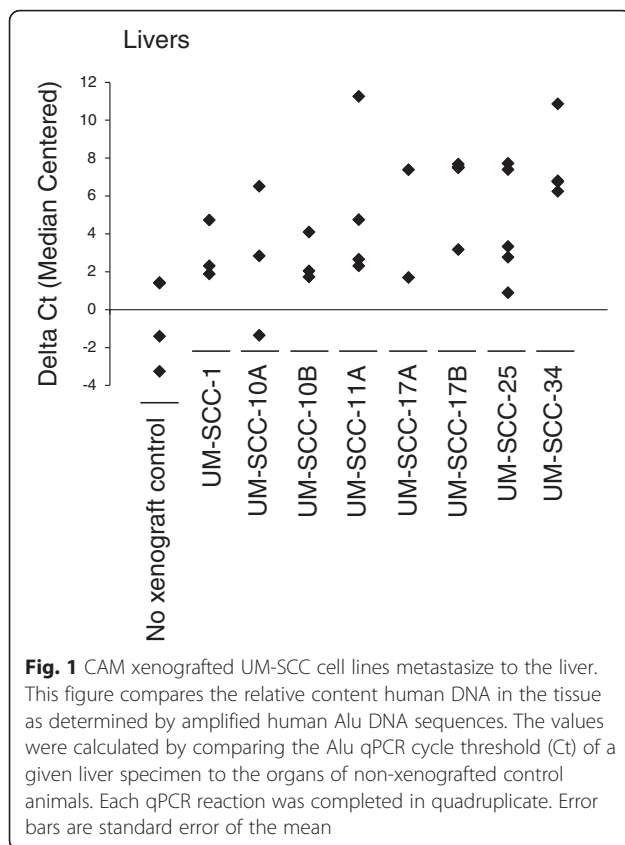 Livers
Delta Ct (Median Centered)
12
10
8
6
4
2
0
-2
-4
No xenograft control
UM-SCC-1
UM-SCC-10A
UM-SCC-10B
UM-SCC-11A
UM-SCC-17A
UM-SCC-17B
UM-SCC-25
UM-SCC-34
Fig. 1 CAM xenografted UM-SCC cell lines metastasize to the liver.
This figure compares the relative content human DNA in the tissue
as determined by amplified human Alu DNA sequences. The values
were calculated by comparing the Alu qPCR cycle threshold (Ct) of a
given liver specimen to the organs of non-xenografted control
animals. Each qPCR reaction was completed in quadruplicate. Error
bars are standard error of the mean